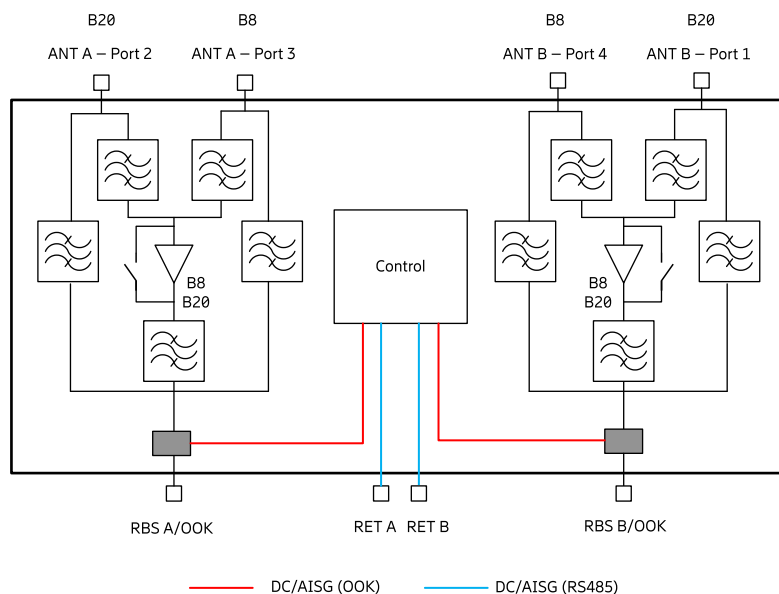 B20
B8
B8
B20
ANT A – Port 2
ANT A – Port 3
ANT B – Port 4
ANT B – Port 1
Control
B8
B20
B8
B20
RBS A/OOK
RET A
RET B
RBS B/OOK
DC/AISG (OOK)
DC/AISG (RS485)